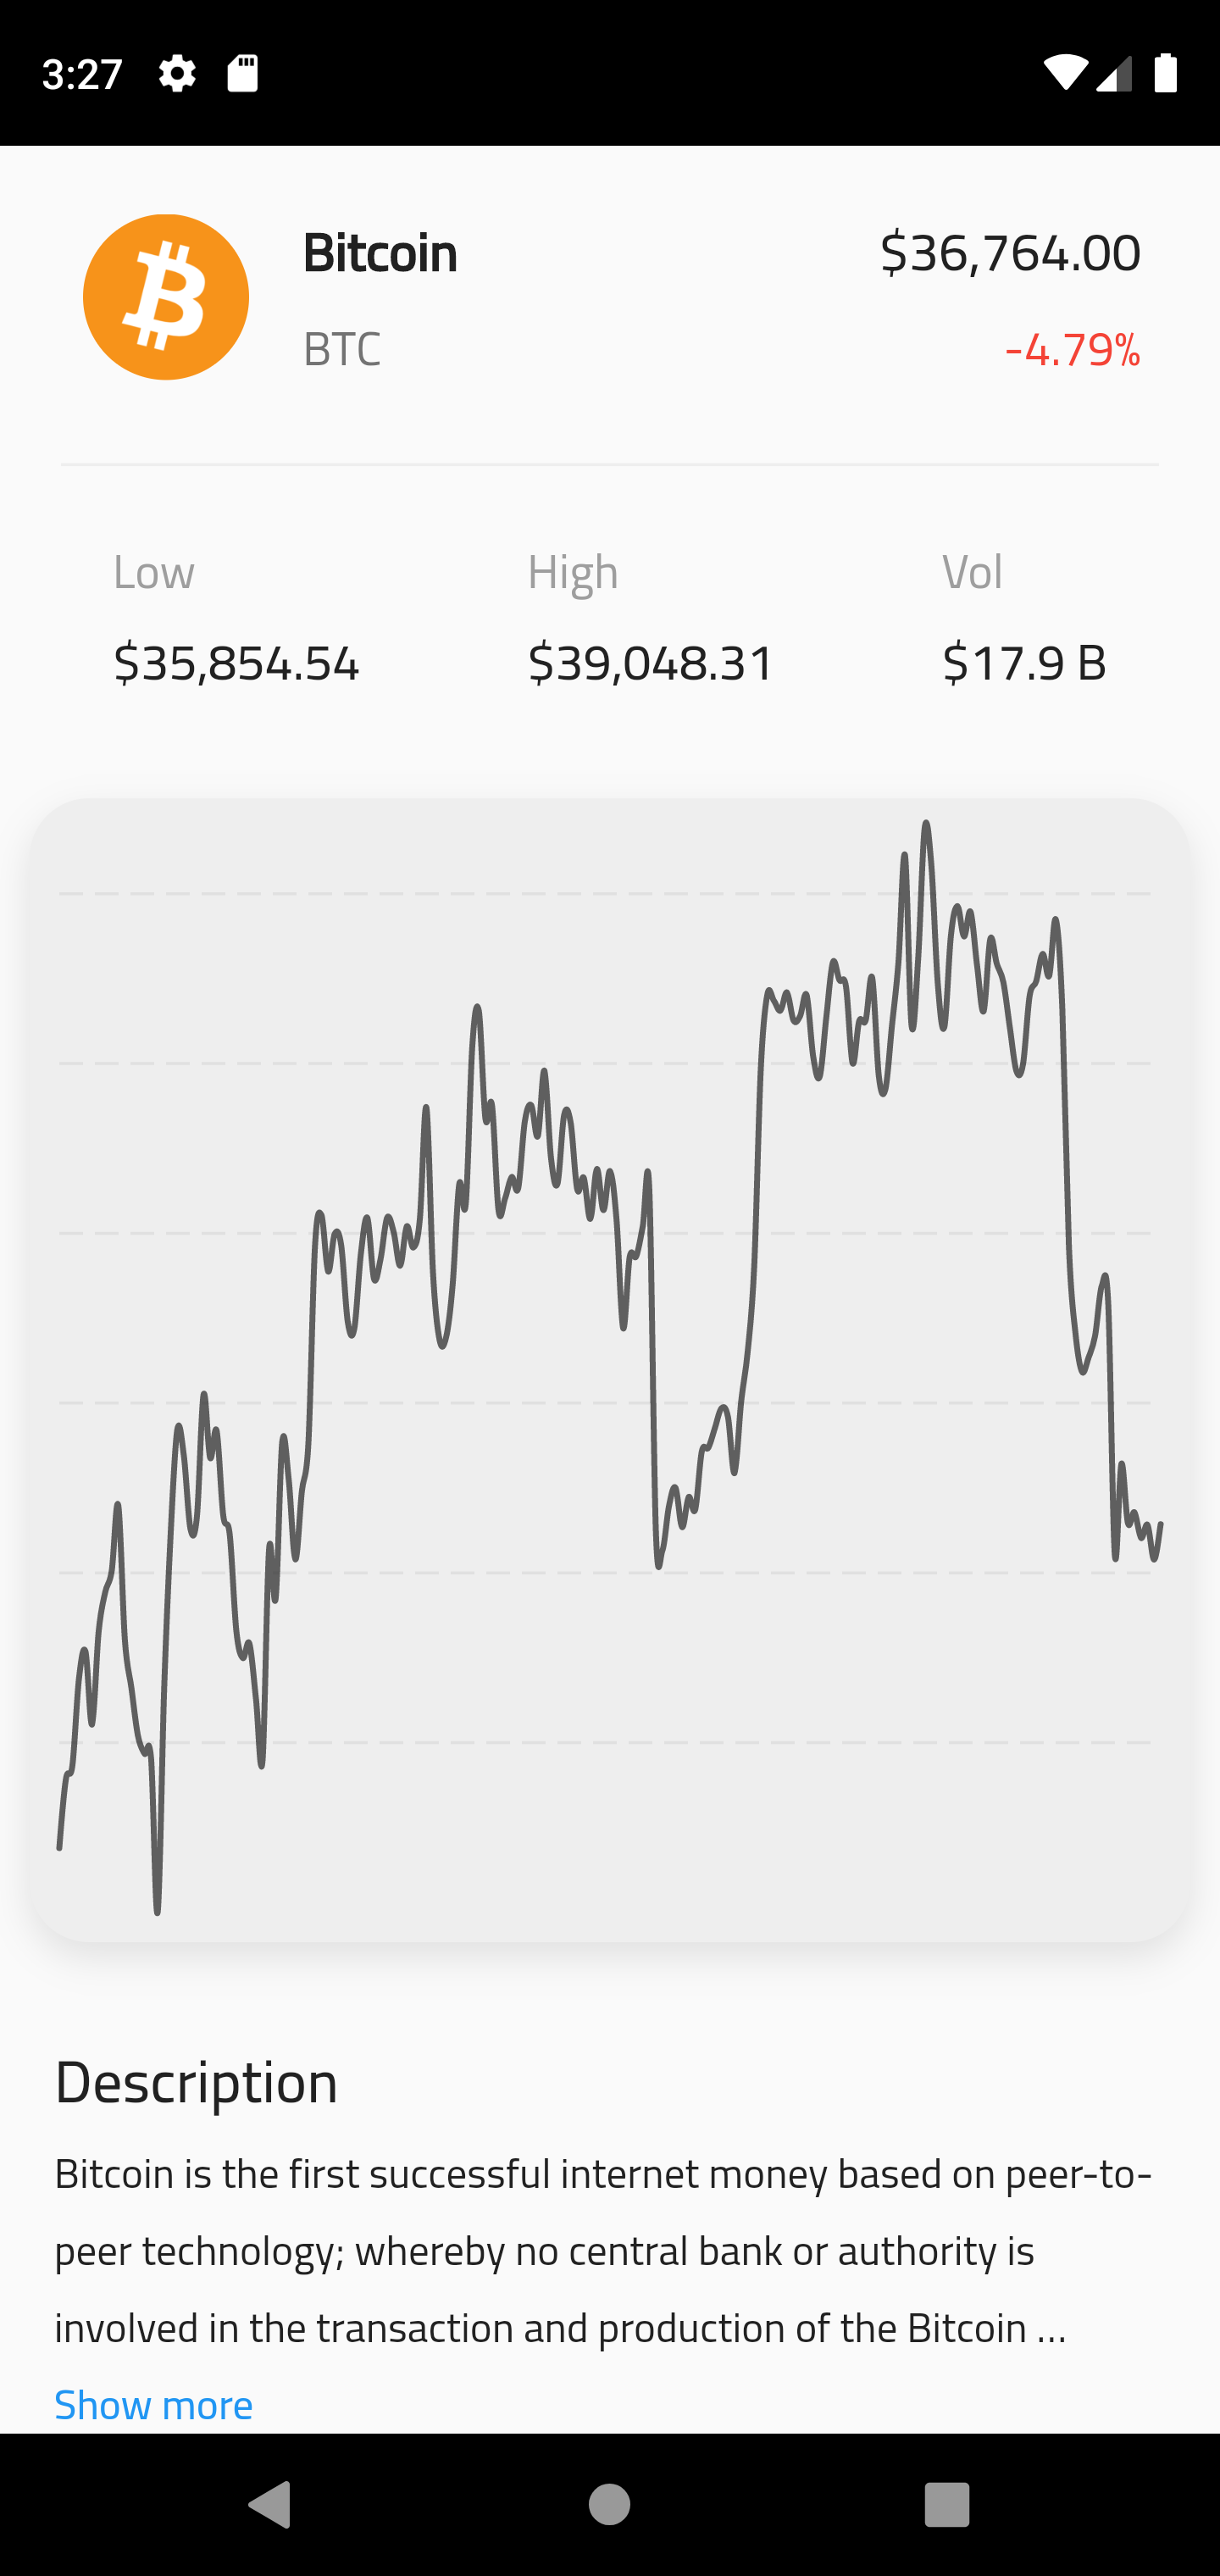 3:27
Bitcoin
$36,764.00
BTC
-4.79%
Low
High
Vol
$35,854.54
$39,048.31
$17.9 B
Description
Bitcoin is the first successful internet money based on peer-to-
peer technology; whereby no central bank or authority is
involved in the transaction and production of the Bitcoin ...
Show more